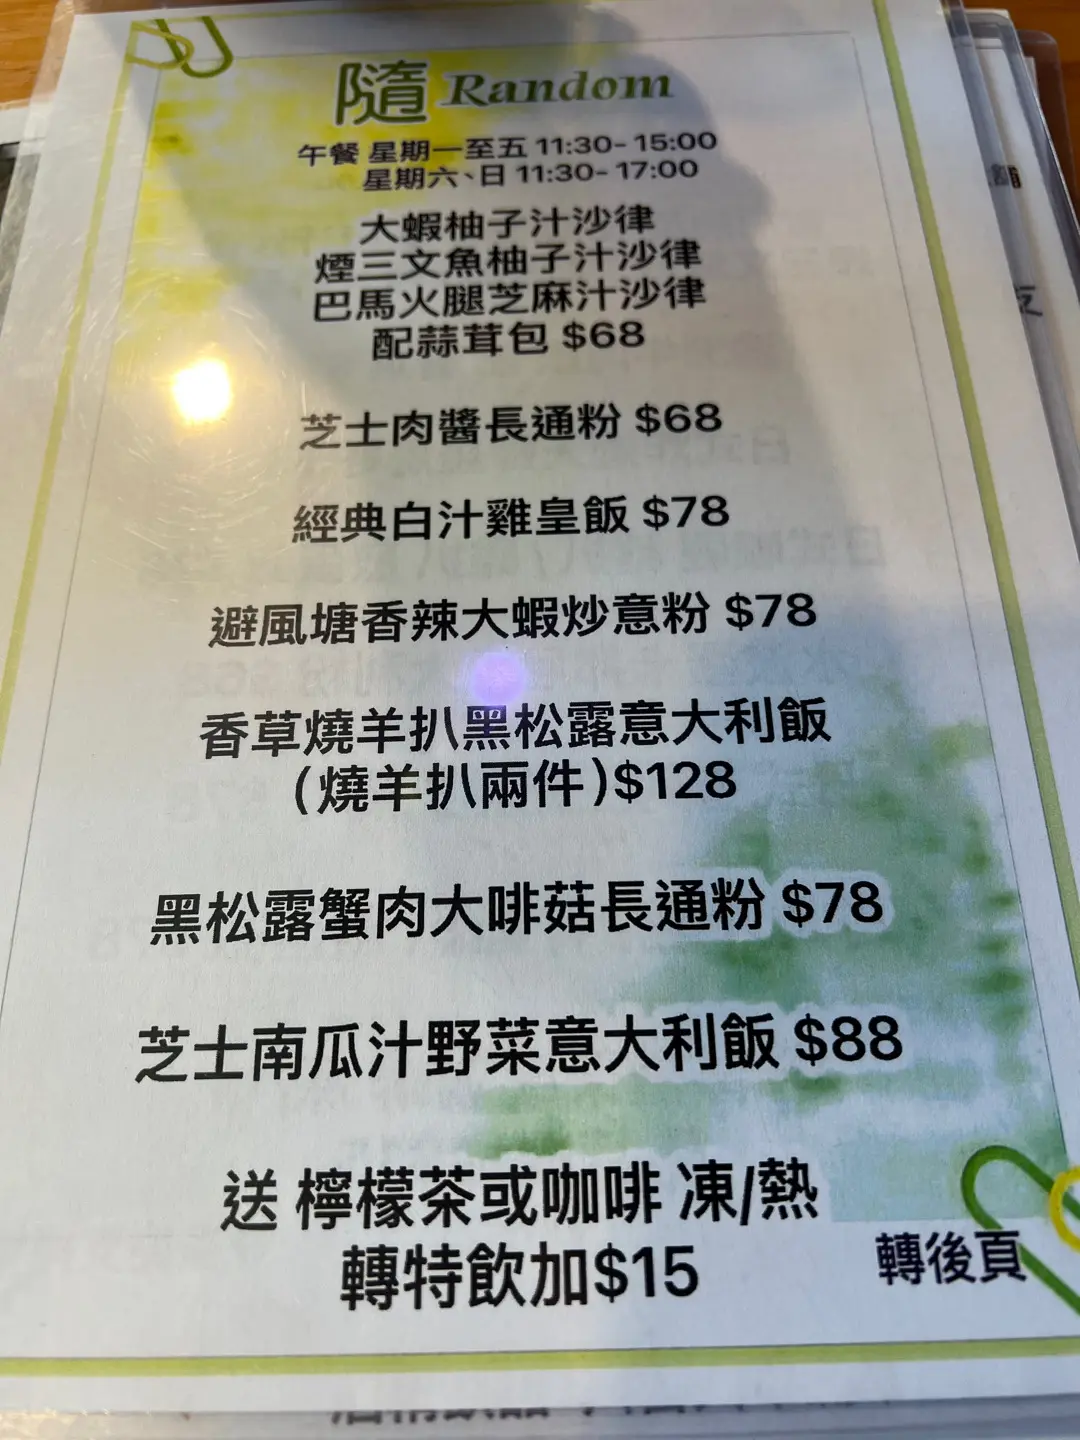 隨 Random
午餐 星期一至五 11:30-15:00
星期六、日 11:30-17:00
大蝦柚子汁沙律
煙三文魚柚子汁沙律
巴馬火腿芝麻汁沙律
配蒜茸包 $68
芝士肉醬長通粉 $68
經典白汁雞皇飯 $78
避風塘香辣大蝦炒意粉 $78
香草燒羊扒黑松露意大利飯
(燒羊扒兩件)$128
黑松露蟹肉大啡菇長通粉 $78
芝士南瓜汁野菜意大利飯 $88
送 檸檬茶或咖啡 凍/熱
轉特飲加$15
轉後頁